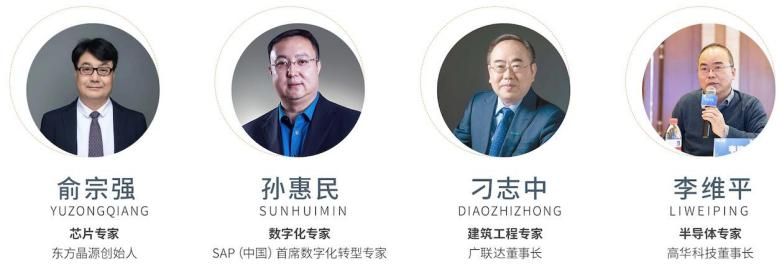 俞宗强 孙惠民 刁志中 李维平
YUZONGQIANG SUNHUIMIN DIAOZHIZHONG LIWEIPING
芯片专家 数字化专家 建筑工程专家 半导体专家
东方晶源创始人 SAP（中国）首席数字化转型专家 广联达董事长 高华科技董事长